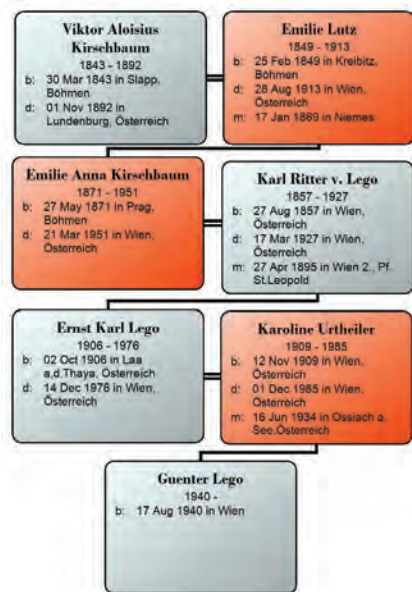 Viktor Aloisius
Kirschbaum
1843 - 1892
b: 30 Mar 1843 in Slapp,
Böhmen
d: 01 Nov 1892 in
Lundenburg, Österreich
Emilie Lutz
1849 - 1913
b: 25 Feb 1849 in Kreibitz,
Böhmen
d: 28 Aug 1913 in Wien,
Österreich
m: 17 Jan 1869 in Niemes
Emilie Anna Kirschbaum
1871 - 1951
b: 27 May 1871 in Prag,
Böhmen
d: 21 Mar 1951 in Wien,
Österreich
Karl Ritter v. Lego
1857 - 1927
b: 27 Aug 1857 in Wien,
Österreich
d: 17 Mar 1927 in Wien,
Österreich
m: 27 Apr 1895 in Wien 2., Pf.
St.Leopold
Ernst Karl Lego
1906 - 1976
b: 02 Oct 1906 in Laa
a,d.Thaya, Österreich
d: 14 Dec 1976 in Wien,
Österreich
Karoline Urtheiler
1909 - 1985
b: 12 Nov 1909 in Wien,
Österreich
d: 01 Dec 1985 in Wien,
Österreich
m: 16 Jun 1934 in Ossiach a.
See.Österreich
Guenter Lego
1940 -
b: 17 Aug 1940 in Wien